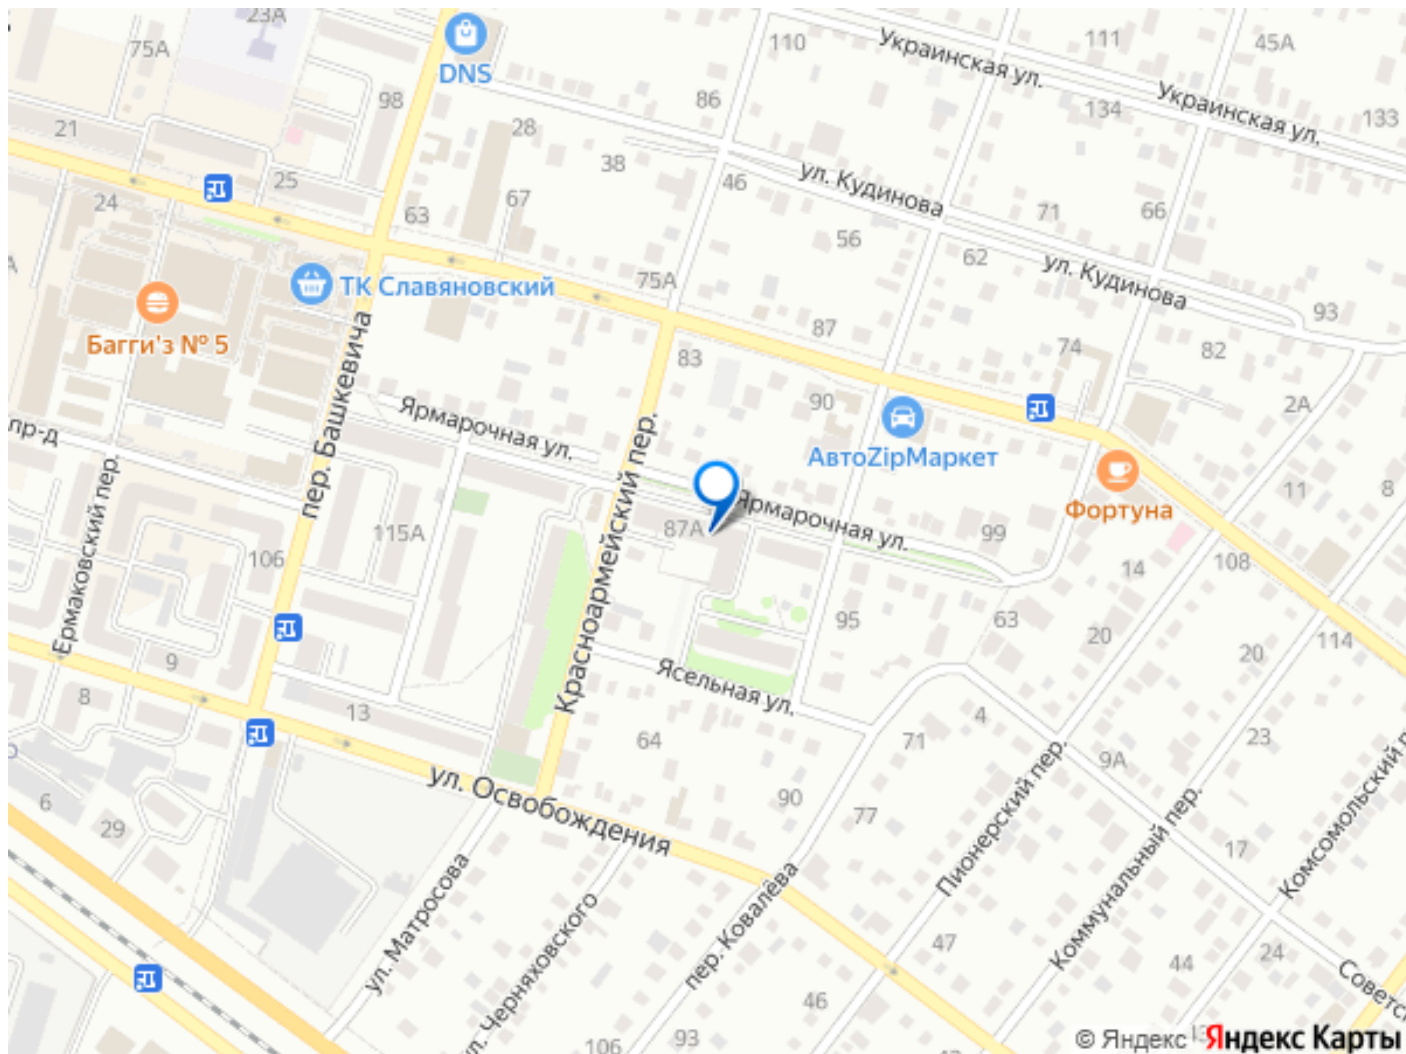 23А
75А
DNS
98
110
111
45А
Украинская ул.
Украинская ул.
134
133
86
28
21
38
25
67
46
ул. Кудинова
71
66
24
63
56
62
ул. Кудинова
ТК Славяновский
75А
93
Багги'з № 5
87
74
82
83
90
2А
пр-д
Ярмарочная ул.
АвтоZipМаркет
пер. Башкевича
Красноармейский пер.
Ермаковский пер.
11
8
Фортуна
Ярмарочная ул.
87А
115А
99
106
108
14
95
63
20
114
9
20
Ясельная ул.
8
13
4
64
71
23
9А
ул. Освобождения
Пионерский пер.
90
77
6
29
Коммунальный пер.
Комсомольский п
17
ул. Матросова
ул. Черняховского
пер. Ковалёва
47
44
24
Советс
46
93
106
© Яндекс
Яндекс Карты